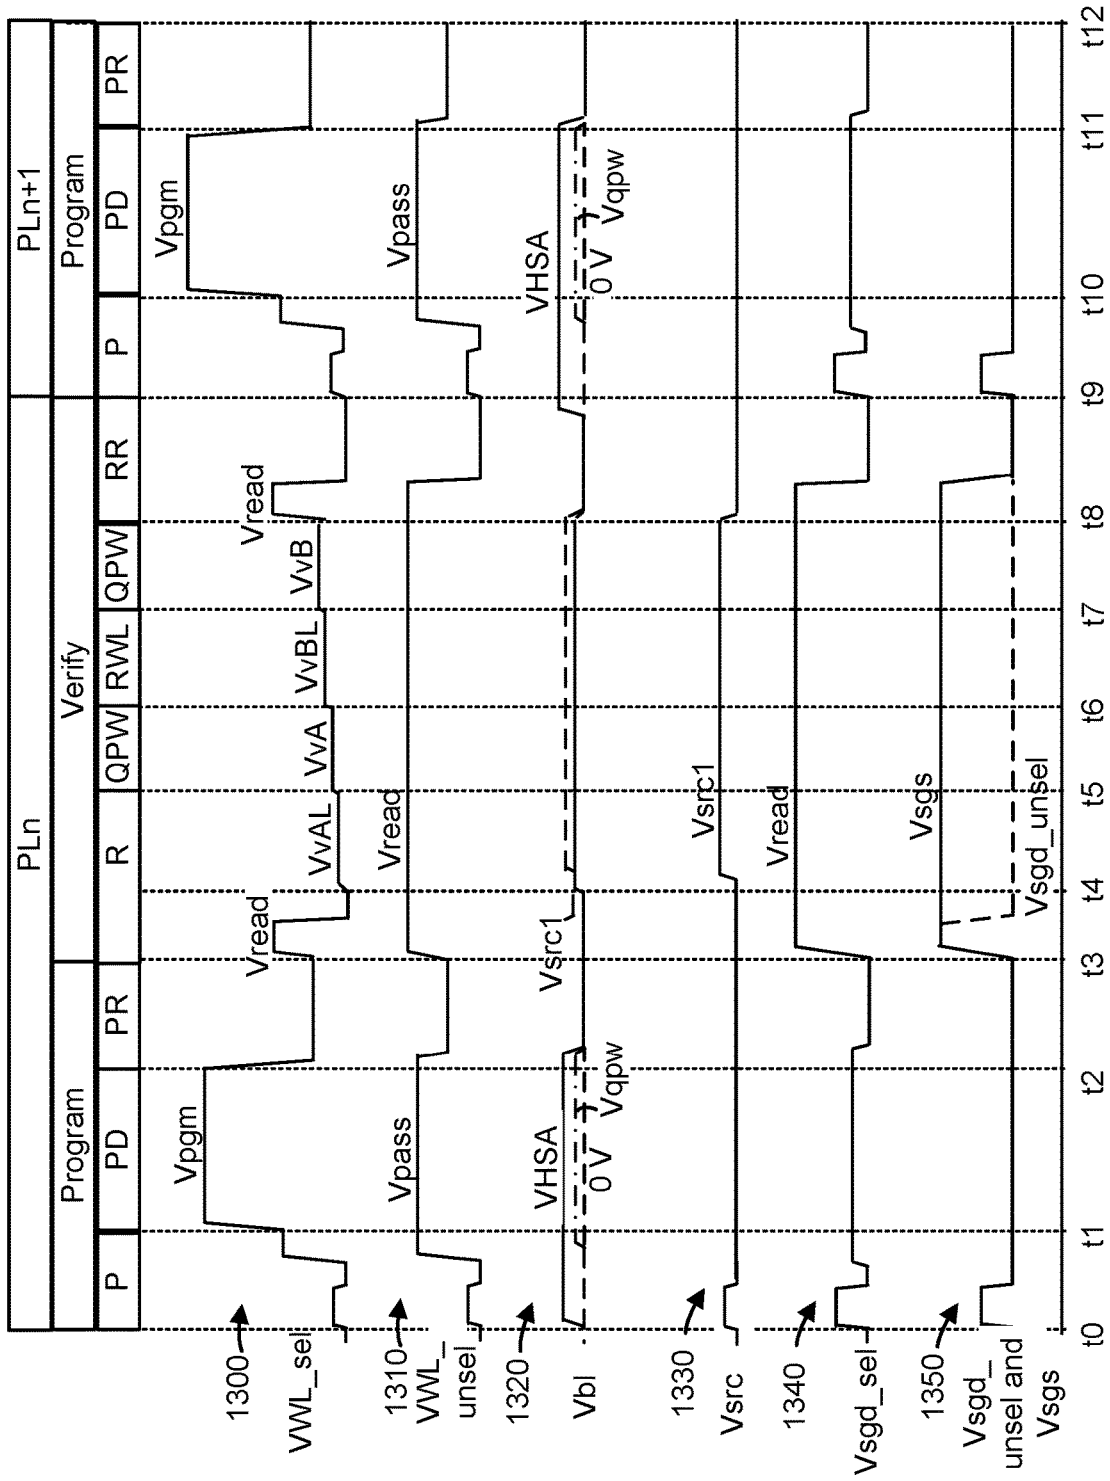 PLn
PLn+1
Program
Verify
Program
P
PD
PR
R
QPW
RWL
QPW
RR
P
PD
PR
1300
VWL_sel
Vpgm
Vread
VvAL
VvA
VvBL
VvB
Vread
Vpgm
1310
VWL_
unsel
Vpass
Vread
Vpass
1320
Vbl
VHSA
0 V
Vqpw
Vsrc1
VHSA
0 V
Vqpw
1330
Vsrc
Vsrc1
1340
Vsgd_sel
Vread
1350
Vsgd_
unsel and
Vsgs
Vsgs
Vsgd_unsel
t0
t1
t2
t3
t4
t5
t6
t7
t8
t9
t10
t11
t12